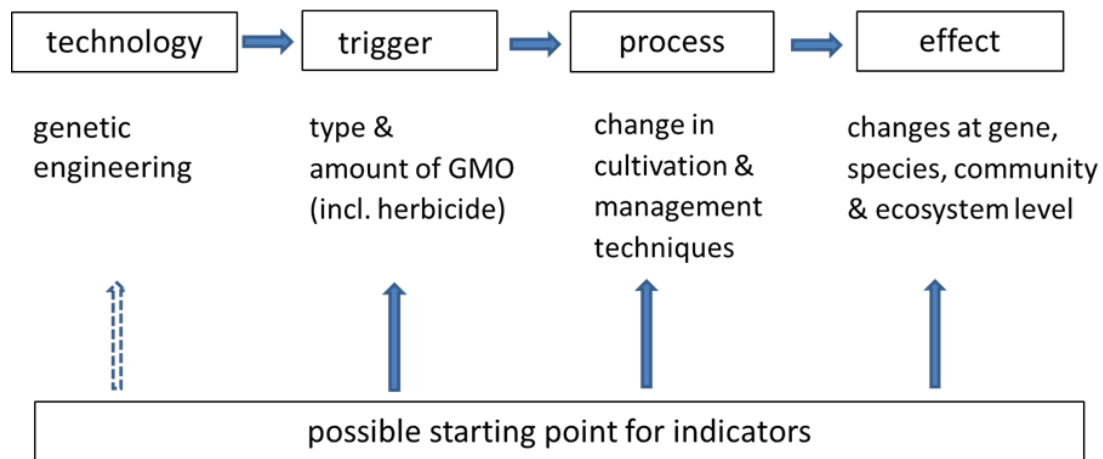 technology
trigger
process
effect
genetic
engineering
type &
amount of GMO
(incl. herbicide)
change in
cultivation &
management
techniques
changes at gene,
species, community
& ecosystem level
possible starting point for indicators